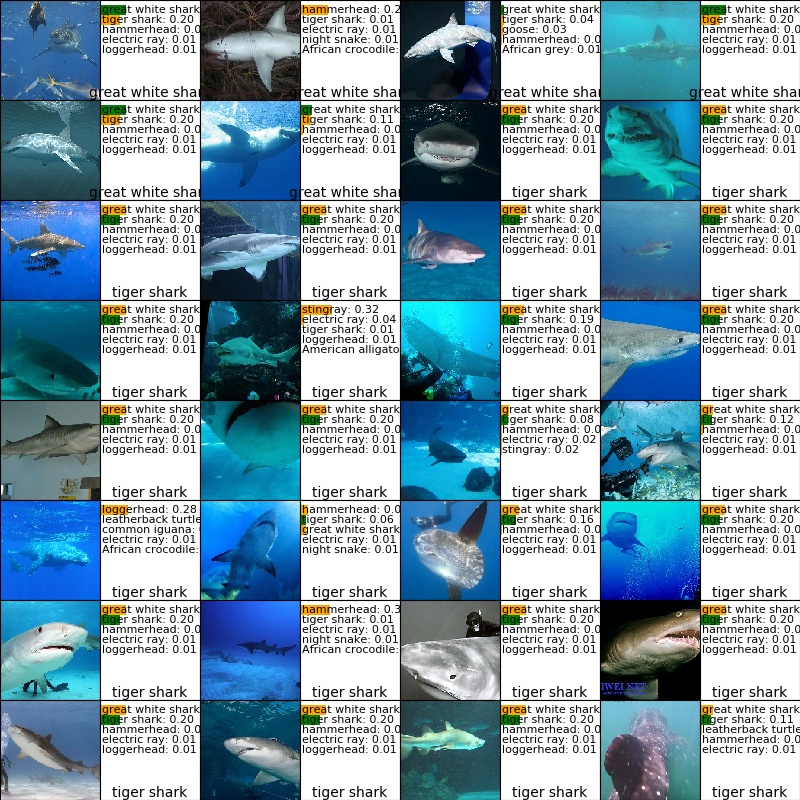 great white shark
tiger shark: 0.20
hammerhead: 0.0
electric ray: 0.01
loggerhead: 0.01
great white shar
hammerhead: 0.2
tiger shark: 0.01
electric ray: 0.01
night snake: 0.01
African crocodile:
great white shar
great white shark
tiger shark: 0.04
goose: 0.03
hammerhead: 0.0
African grey: 0.01
great white shark
tiger shark: 0.20
hammerhead: 0.0
electric ray: 0.01
loggerhead: 0.01
great white shar
great white shark
tiger shark: 0.20
hammerhead: 0.0
electric ray: 0.01
loggerhead: 0.01
great white shar
great white shark
tiger shark: 0.11
hammerhead: 0.0
electric ray: 0.01
loggerhead: 0.01
great white shar
great white shark
tiger shark: 0.20
hammerhead: 0.0
electric ray: 0.01
loggerhead: 0.01
tiger shark
great white shark
tiger shark: 0.20
hammerhead: 0.0
electric ray: 0.01
loggerhead: 0.01
tiger shark
great white shark
tiger shark: 0.20
hammerhead: 0.0
electric ray: 0.01
loggerhead: 0.01
tiger shark
great white shark
tiger shark: 0.20
hammerhead: 0.0
electric ray: 0.01
loggerhead: 0.01
tiger shark
great white shark
tiger shark: 0.20
hammerhead: 0.0
electric ray: 0.01
loggerhead: 0.01
tiger shark
great white shark
tiger shark: 0.20
hammerhead: 0.0
electric ray: 0.01
loggerhead: 0.01
tiger shark
great white shark
tiger shark: 0.20
hammerhead: 0.0
electric ray: 0.01
loggerhead: 0.01
tiger shark
stingray: 0.32
electric ray: 0.04
tiger shark: 0.01
loggerhead: 0.01
American alligato
tiger shark
great white shark
tiger shark: 0.19
hammerhead: 0.0
electric ray: 0.01
loggerhead: 0.01
tiger shark
great white shark
tiger shark: 0.20
hammerhead: 0.0
electric ray: 0.01
loggerhead: 0.01
tiger shark
great white shark
tiger shark: 0.20
hammerhead: 0.0
electric ray: 0.01
loggerhead: 0.01
tiger shark
great white shark
tiger shark: 0.20
hammerhead: 0.0
electric ray: 0.01
loggerhead: 0.01
tiger shark
great white shark
tiger shark: 0.08
hammerhead: 0.0
electric ray: 0.02
stingray: 0.02
tiger shark
great white shark
tiger shark: 0.12
hammerhead: 0.0
electric ray: 0.01
loggerhead: 0.01
tiger shark
loggerhead: 0.28
leatherback turtle
common iguana:
electric ray: 0.01
African crocodile:
tiger shark
hammerhead: 0.0
tiger shark: 0.06
great white shark
electric ray: 0.01
night snake: 0.01
tiger shark
great white shark
tiger shark: 0.16
hammerhead: 0.0
electric ray: 0.01
loggerhead: 0.01
tiger shark
great white shark
tiger shark: 0.20
hammerhead: 0.0
electric ray: 0.01
loggerhead: 0.01
tiger shark
great white shark
tiger shark: 0.20
hammerhead: 0.0
electric ray: 0.01
loggerhead: 0.01
tiger shark
hammerhead: 0.3
tiger shark: 0.01
electric ray: 0.01
night snake: 0.01
African crocodile:
tiger shark
great white shark
tiger shark: 0.20
hammerhead: 0.0
electric ray: 0.01
loggerhead: 0.01
tiger shark
IWELNET
great white shark
tiger shark: 0.20
hammerhead: 0.0
electric ray: 0.01
loggerhead: 0.01
tiger shark
great white shark
tiger shark: 0.20
hammerhead: 0.0
electric ray: 0.01
loggerhead: 0.01
tiger shark
great white shark
tiger shark: 0.20
hammerhead: 0.0
electric ray: 0.01
loggerhead: 0.01
tiger shark
great white shark
tiger shark: 0.20
hammerhead: 0.0
electric ray: 0.01
loggerhead: 0.01
tiger shark
great white shark
tiger shark: 0.11
leatherback turtle
hammerhead: 0.0
electric ray: 0.01
tiger shark